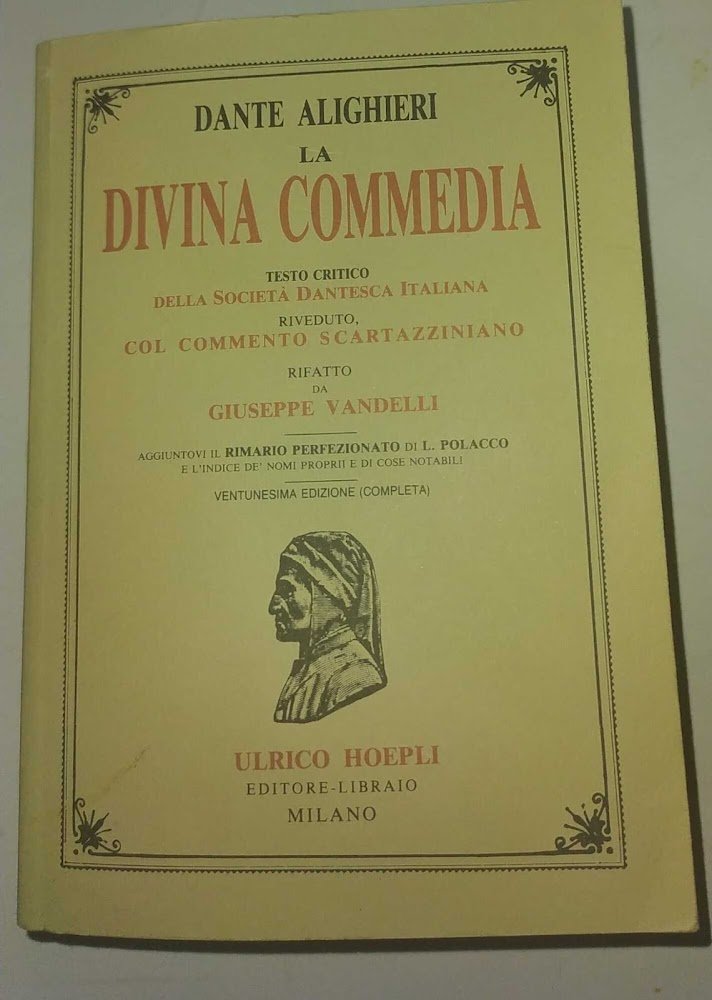 DANTE ALIGHIERI
LA
DIVINA COMMEDIA
TESTO CRITICO
DELLA SOCIETÀ DANTESCA ITALIANA
RIVEDUTO,
COL COMMENTO SCARTAZZINIANO
RIFATTO
DA
GIUSEPPE VANDELLI
AGGIUNTOVI IL RIMARIO PERFEZIONATO DI L. POLACCO
E L'INDICE DE' NOMI PROPRII E DI COSE NOTABILI
VENTUNESIMA EDIZIONE (COMPLETA)
ULRICO HOEPLI
EDITORE-LIBRAIO
MILANO